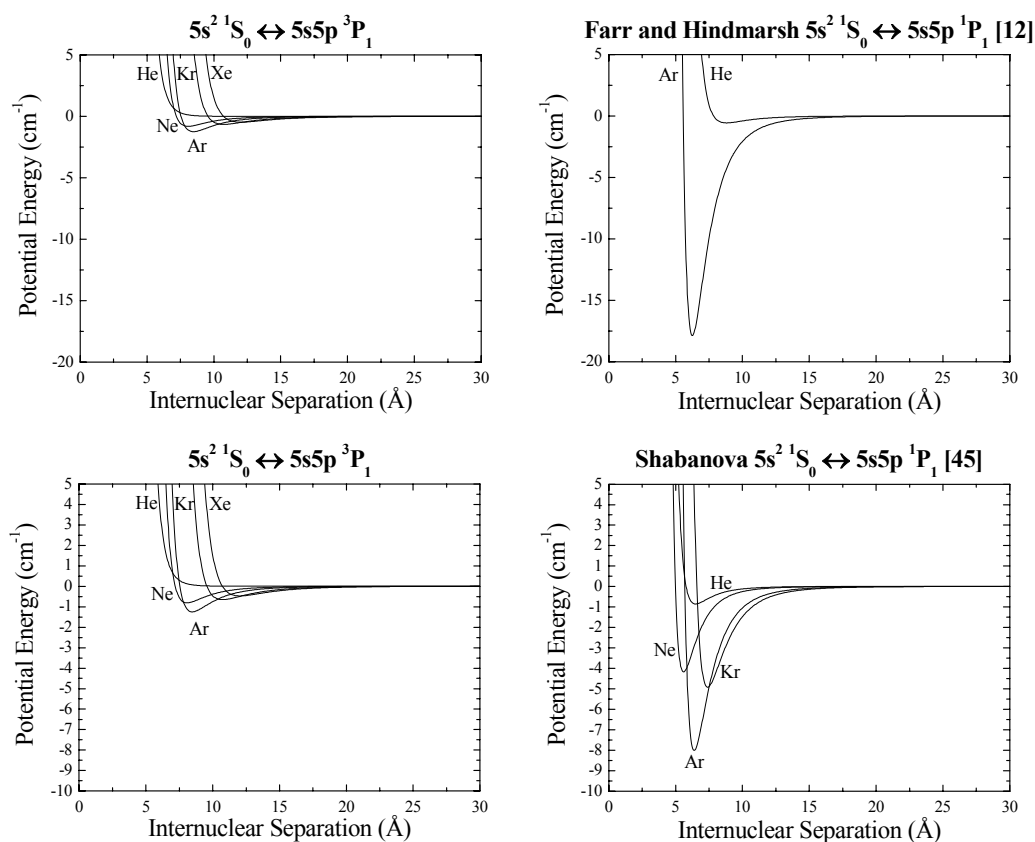 5s² ¹S₀ ↔ 5s5p ³P₁
5
0
-5
-10
-15
-20
Potential Energy (cm⁻¹)
He
Kr
Xe
Ne
Ar
0 5 10 15 20 25 30
Internuclear Separation (Å)
Farr and Hindmarsh 5s² ¹S₀ ↔ 5s5p ¹P₁ [12]
5
0
-5
-10
-15
-20
Potential Energy (cm⁻¹)
Ar
He
0 5 10 15 20 25 30
Internuclear Separation (Å)
5s² ¹S₀ ↔ 5s5p ³P₁
5
4
3
2
1
0
-1
-2
-3
-4
-5
-6
-7
-8
-9
-10
Potential Energy (cm⁻¹)
He
Kr
Xe
Ne
Ar
0 5 10 15 20 25 30
Internuclear Separation (Å)
Shabanova 5s² ¹S₀ ↔ 5s5p ¹P₁ [45]
5
4
3
2
1
0
-1
-2
-3
-4
-5
-6
-7
-8
-9
-10
Potential Energy (cm⁻¹)
He
Ne
Kr
Ar
0 5 10 15 20 25 30
Internuclear Separation (Å)